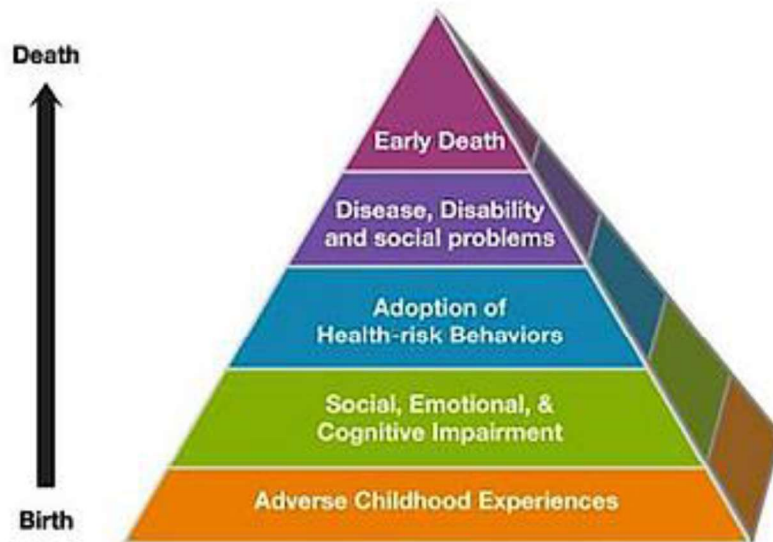 Death
Early Death
Disease, Disability
and social problems
Adoption of
Health-risk Behaviors
Social, Emotional, &
Cognitive Impairment
Adverse Childhood Experiences
Birth